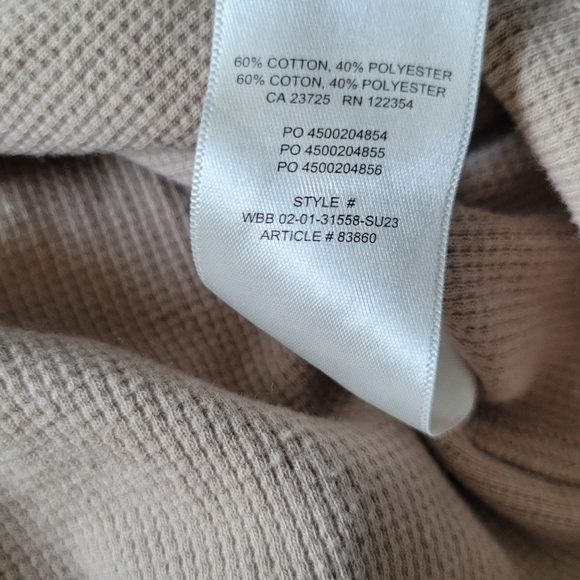 60% COTTON, 40% POLYESTER
60% COTON, 40% POLYESTER
CA 23725 RN 122354
PO 4500204854
PO 4500204855
PO 4500204856
STYLE #
WBB 02-01-31558-SU23
ARTICLE # 83860